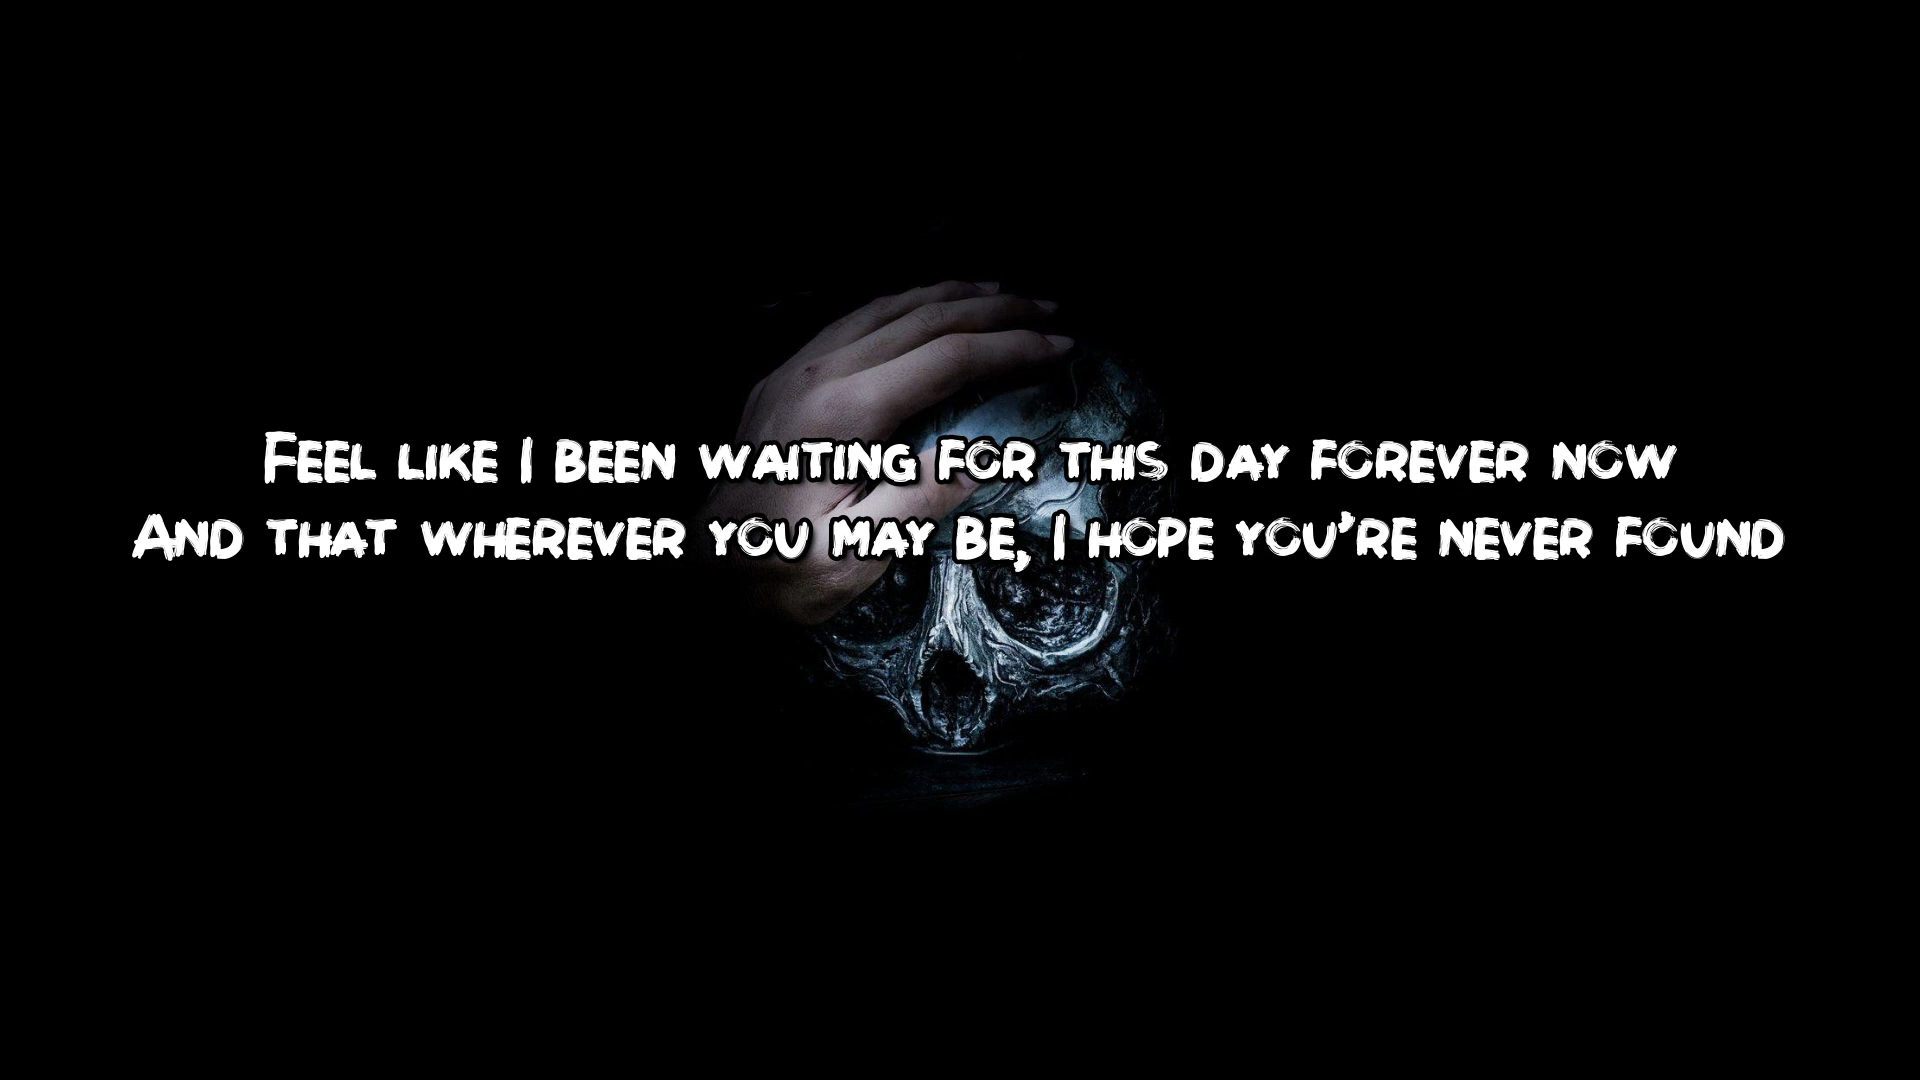 Feel like I been waiting for this day forever now
And that wherever you may be, I hope you're never found